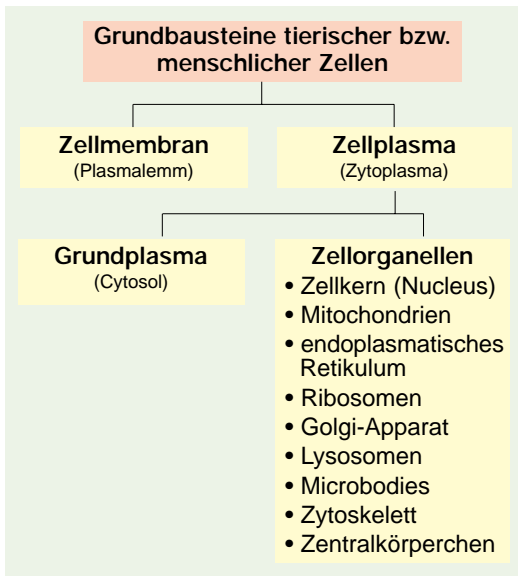 Grundbausteine tierischer bzw.
menschlicher Zellen
Zellmembran
(Plasmalemm)
Zellplasma
(Zytoplasma)
Grundplasma
(Cytosol)
Zellorganellen
• Zellkern (Nucleus)
• Mitochondrien
• endoplasmatisches
Retikulum
• Ribosomen
• Golgi-Apparat
• Lysosomen
• Microbodies
• Zytoskelett
• Zentralkörperchen